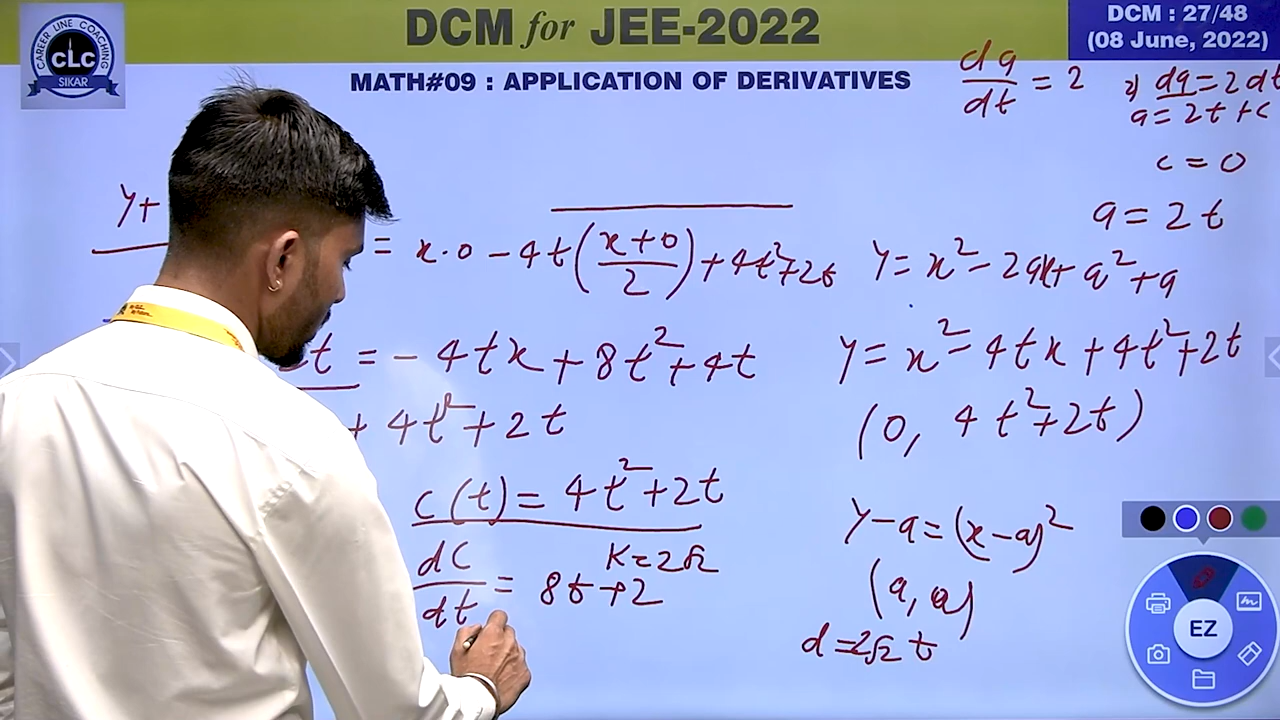 CAREER LINE COACHING
CLC
SIKAR
DCM for JEE-2022
DCM : 27/48
(08 June, 2022)
MATH#09 : APPLICATION OF DERIVATIVES
da/dt = 2 ⇒ da = 2dt
a = 2t + c
c = 0
a = 2t
y+ = x·0 - 4t((x+0)/2) + 4t²+2t
y = x² - 2ax + a² + a
2t = - 4tx + 8t² + 4t
y = x² - 4tx + 4t² + 2t
+ 4t² + 2t
(0, 4t²+2t)
c(t) = 4t² + 2t
y - a = (x - a)²
K = 2√2
dC/dt = 8t + 2
(a, a)
d = 2√2 t
EZ